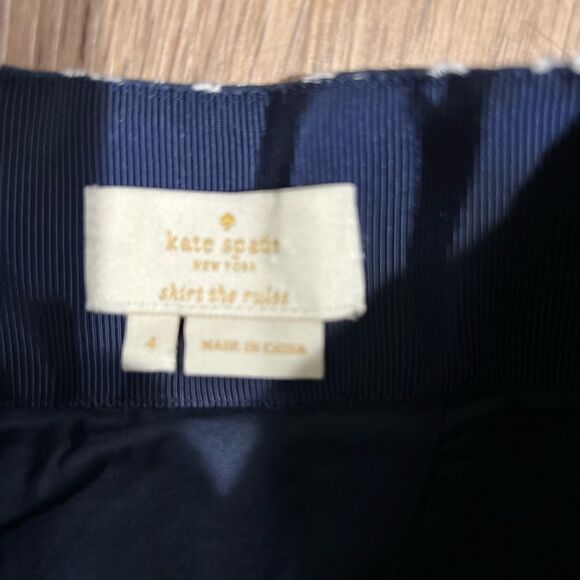 kate spade
NEW YORK
skirt the rules
4
MADE IN CHINA